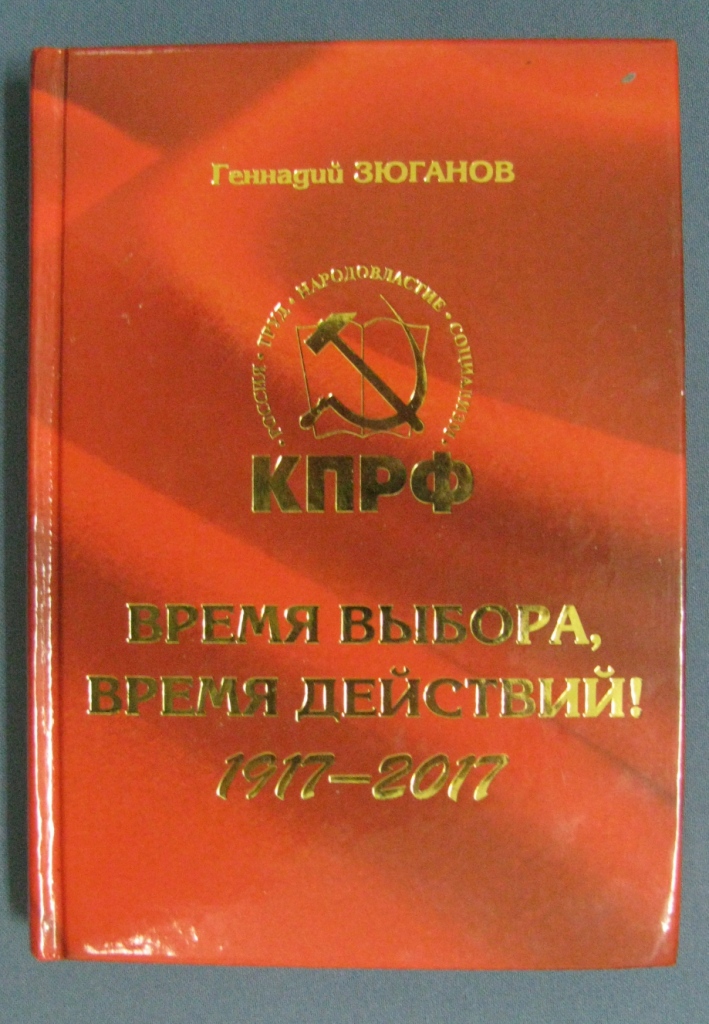 Геннадий ЗЮГАНОВ
• РОССИЯ • ТРУД • НАРОДОВЛАСТИЕ • СОЦИАЛИЗМ •
КПРФ
ВРЕМЯ ВЫБОРА,
ВРЕМЯ ДЕЙСТВИЙ!
1917–2017